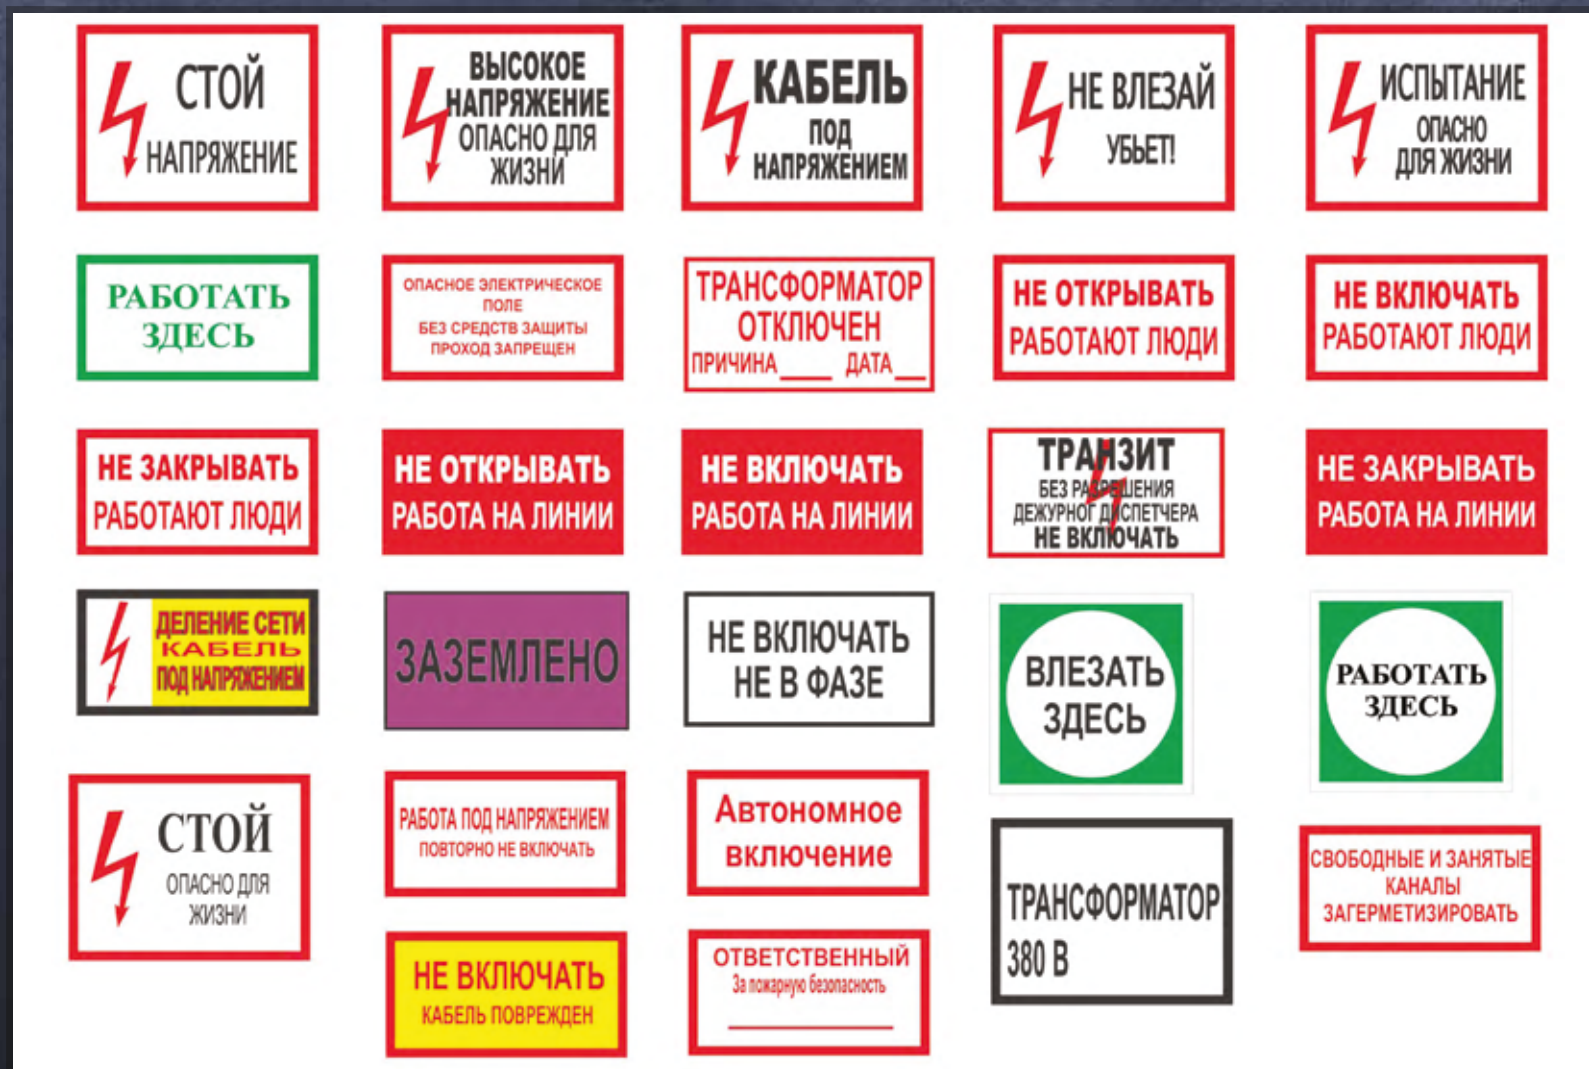 СТОЙ
НАПРЯЖЕНИЕ
ВЫСОКОЕ
НАПРЯЖЕНИЕ
ОПАСНО ДЛЯ
ЖИЗНИ
КАБЕЛЬ
ПОД
НАПРЯЖЕНИЕМ
НЕ ВЛЕЗАЙ
УБЬЕТ!
ИСПЫТАНИЕ
ОПАСНО
ДЛЯ ЖИЗНИ
РАБОТАТЬ
ЗДЕСЬ
ОПАСНОЕ ЭЛЕКТРИЧЕСКОЕ
ПОЛЕ
БЕЗ СРЕДСТВ ЗАЩИТЫ
ПРОХОД ЗАПРЕЩЕН
ТРАНСФОРМАТОР
ОТКЛЮЧЕН
ПРИЧИНА____ ДАТА__
НЕ ОТКРЫВАТЬ
РАБОТАЮТ ЛЮДИ
НЕ ВКЛЮЧАТЬ
РАБОТАЮТ ЛЮДИ
НЕ ЗАКРЫВАТЬ
РАБОТАЮТ ЛЮДИ
НЕ ОТКРЫВАТЬ
РАБОТА НА ЛИНИИ
НЕ ВКЛЮЧАТЬ
РАБОТА НА ЛИНИИ
ТРАНЗИТ
БЕЗ РАЗРЕШЕНИЯ
ДЕЖУРНОГ ДИСПЕТЧЕРА
НЕ ВКЛЮЧАТЬ
НЕ ЗАКРЫВАТЬ
РАБОТА НА ЛИНИИ
ДЕЛЕНИЕ СЕТИ
КАБЕЛЬ
ПОД НАПРЯЖЕНИЕМ
ЗАЗЕМЛЕНО
НЕ ВКЛЮЧАТЬ
НЕ В ФАЗЕ
ВЛЕЗАТЬ
ЗДЕСЬ
РАБОТАТЬ
ЗДЕСЬ
СТОЙ
ОПАСНО ДЛЯ
ЖИЗНИ
РАБОТА ПОД НАПРЯЖЕНИЕМ
ПОВТОРНО НЕ ВКЛЮЧАТЬ
Автономное
включение
ТРАНСФОРМАТОР
380 В
СВОБОДНЫЕ И ЗАНЯТЫЕ
КАНАЛЫ
ЗАГЕРМЕТИЗИРОВАТЬ
НЕ ВКЛЮЧАТЬ
КАБЕЛЬ ПОВРЕЖДЕН
ОТВЕТСТВЕННЫЙ
За пожарную безопасность